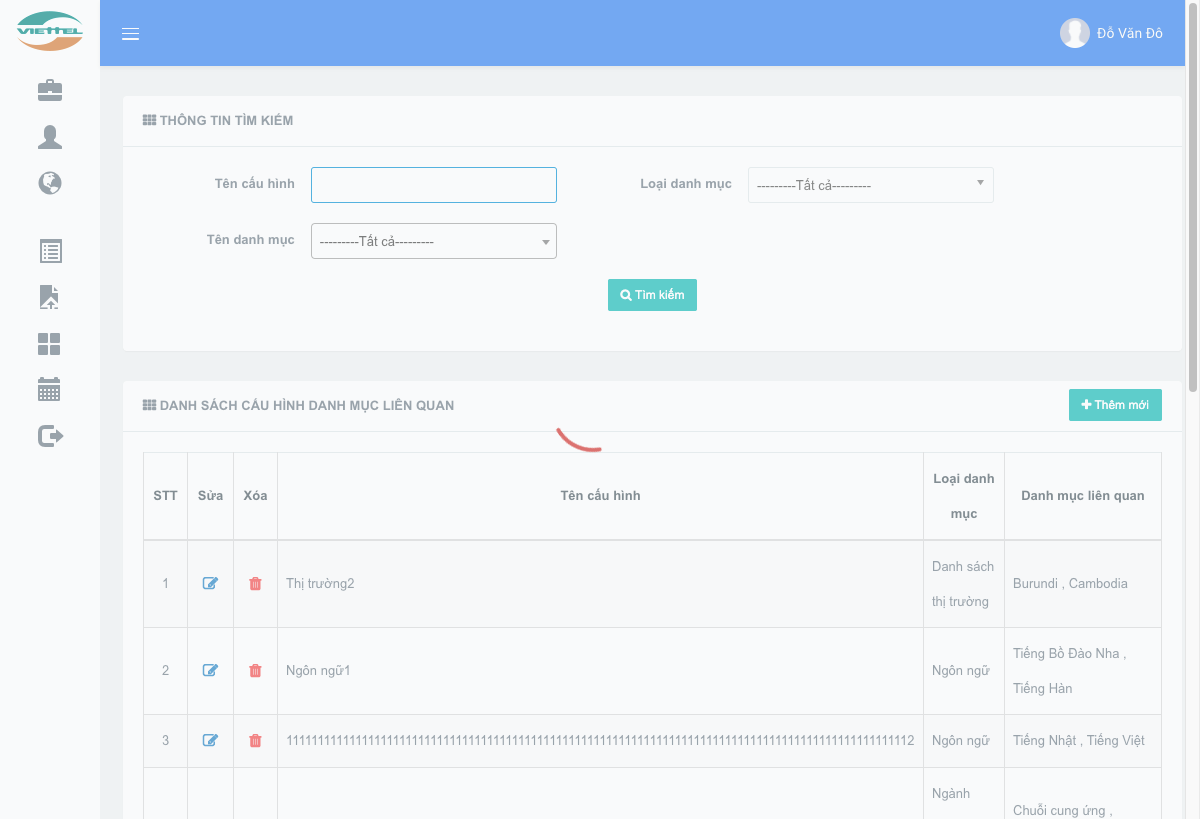 VIETTEL
Đỗ Văn Đô
THÔNG TIN TÌM KIẾM
Tên cấu hình
Loại danh mục
---------Tất cả---------
Tên danh mục
---------Tất cả---------
Tìm kiếm
DANH SÁCH CẤU HÌNH DANH MỤC LIÊN QUAN
Thêm mới
STT
Sửa
Xóa
Tên cấu hình
Loại danh
mục
Danh mục liên quan
1
Thị trường2
Danh sách
thị trường
Burundi , Cambodia
2
Ngôn ngữ1
Ngôn ngữ
Tiếng Bồ Đào Nha ,
Tiếng Hàn
3
Ngôn ngữ
Tiếng Nhật , Tiếng Việt
Ngành
Chuỗi cung ứng ,